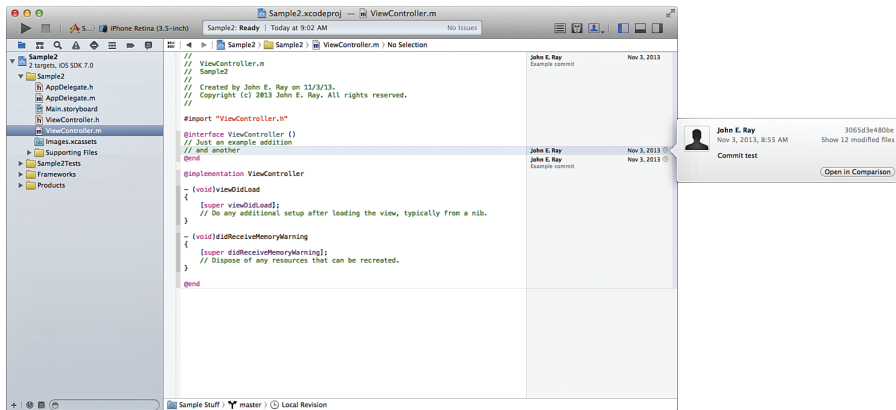 Sample2.xcodeproj — ViewController.m
S...) iPhone Retina (3.5-inch)
Sample2: Ready | Today at 9:02 AM
No Issues
Sample2 Sample2 ViewController.m No Selection
Sample2
2 targets, iOS SDK 7.0
Sample2
AppDelegate.h
AppDelegate.m
Main.storyboard
ViewController.h
ViewController.m
Images.xcassets
Supporting Files
Sample2Tests
Frameworks
Products
//
//  ViewController.m
//  Sample2
//
//  Created by John E. Ray on 11/3/13.
//  Copyright (c) 2013 John E. Ray. All rights reserved.
//
#import "ViewController.h"
@interface ViewController ()
// Just an example addition
// and another
@end
@implementation ViewController
- (void)viewDidLoad
{
[super viewDidLoad];
// Do any additional setup after loading the view, typically from a nib.
}
- (void)didReceiveMemoryWarning
{
[super didReceiveMemoryWarning];
// Dispose of any resources that can be recreated.
}
@end
John E. Ray Nov 3, 2013
Example commit
John E. Ray Nov 3, 2013
John E. Ray Nov 3, 2013
Example commit
John E. Ray 3065d3e480be
Nov 3, 2013, 8:55 AM Show 12 modified files
Commit test
Open in Comparison
Sample Stuff master Local Revision